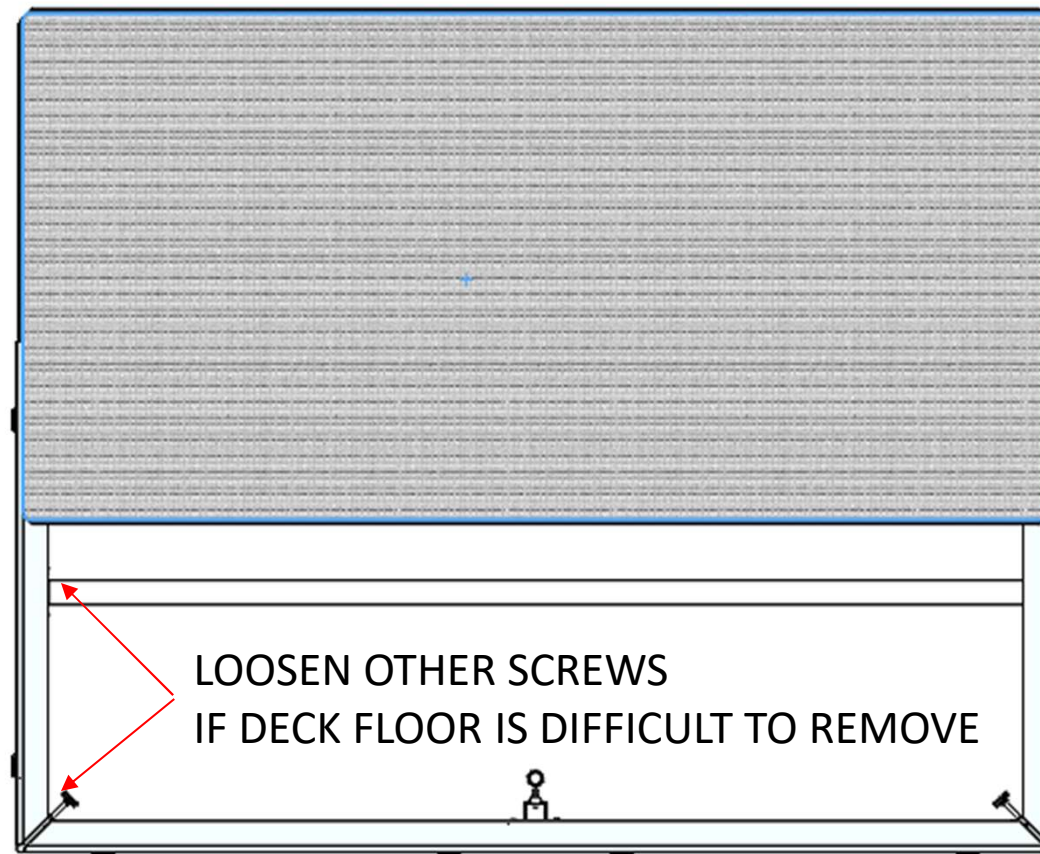 LOOSEN OTHER SCREWS
IF DECK FLOOR IS DIFFICULT TO REMOVE